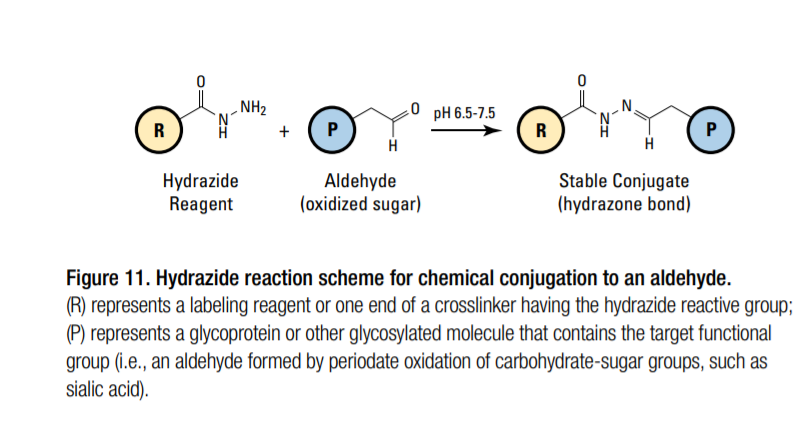 O
R
N
H
NH2
+
P
O
H
pH 6.5-7.5
O
R
N
H
N
H
P
Hydrazide
Reagent
Aldehyde
(oxidized sugar)
Stable Conjugate
(hydrazone bond)
Figure 11. Hydrazide reaction scheme for chemical conjugation to an aldehyde.
(R) represents a labeling reagent or one end of a crosslinker having the hydrazide reactive group;
(P) represents a glycoprotein or other glycosylated molecule that contains the target functional
group (i.e., an aldehyde formed by periodate oxidation of carbohydrate-sugar groups, such as
sialic acid).